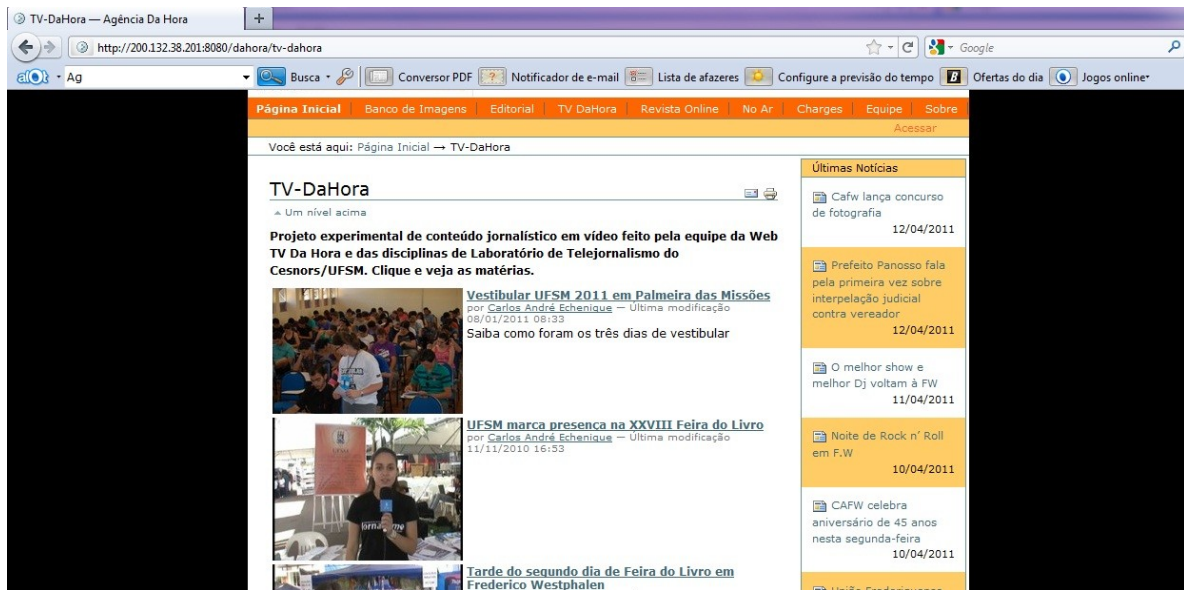 TV-DaHora — Agência Da Hora
http://200.132.38.201:8080/dahora/tv-dahora
Google
Ag
Busca
Conversor PDF
Notificador de e-mail
Lista de afazeres
Configure a previsão do tempo
Ofertas do dia
Jogos online
Página Inicial | Banco de Imagens | Editorial | TV DaHora | Revista Online | No Ar | Charges | Equipe | Sobre
Acessar
Você está aqui: Página Inicial → TV-DaHora
TV-DaHora
Um nível acima
Projeto experimental de conteúdo jornalístico em vídeo feito pela equipe da Web
TV Da Hora e das disciplinas de Laboratório de Telejornalismo do
Cesnors/UFSM. Clique e veja as matérias.
Vestibular UFSM 2011 em Palmeira das Missões
por Carlos André Echenique — Última modificação
08/01/2011 08:33
Saiba como foram os três dias de vestibular
UFSM marca presença na XXVIII Feira do Livro
por Carlos André Echenique — Última modificação
11/11/2010 16:53
Tarde do segundo dia de Feira do Livro em
Frederico Westphalen
Últimas Notícias
Cafw lança concurso
de fotografia
12/04/2011
Prefeito Panosso fala
pela primeira vez sobre
interpelação judicial
contra vereador
12/04/2011
O melhor show e
melhor Dj voltam à FW
11/04/2011
Noite de Rock n' Roll
em F.W
10/04/2011
CAFW celebra
aniversário de 45 anos
nesta segunda-feira
10/04/2011